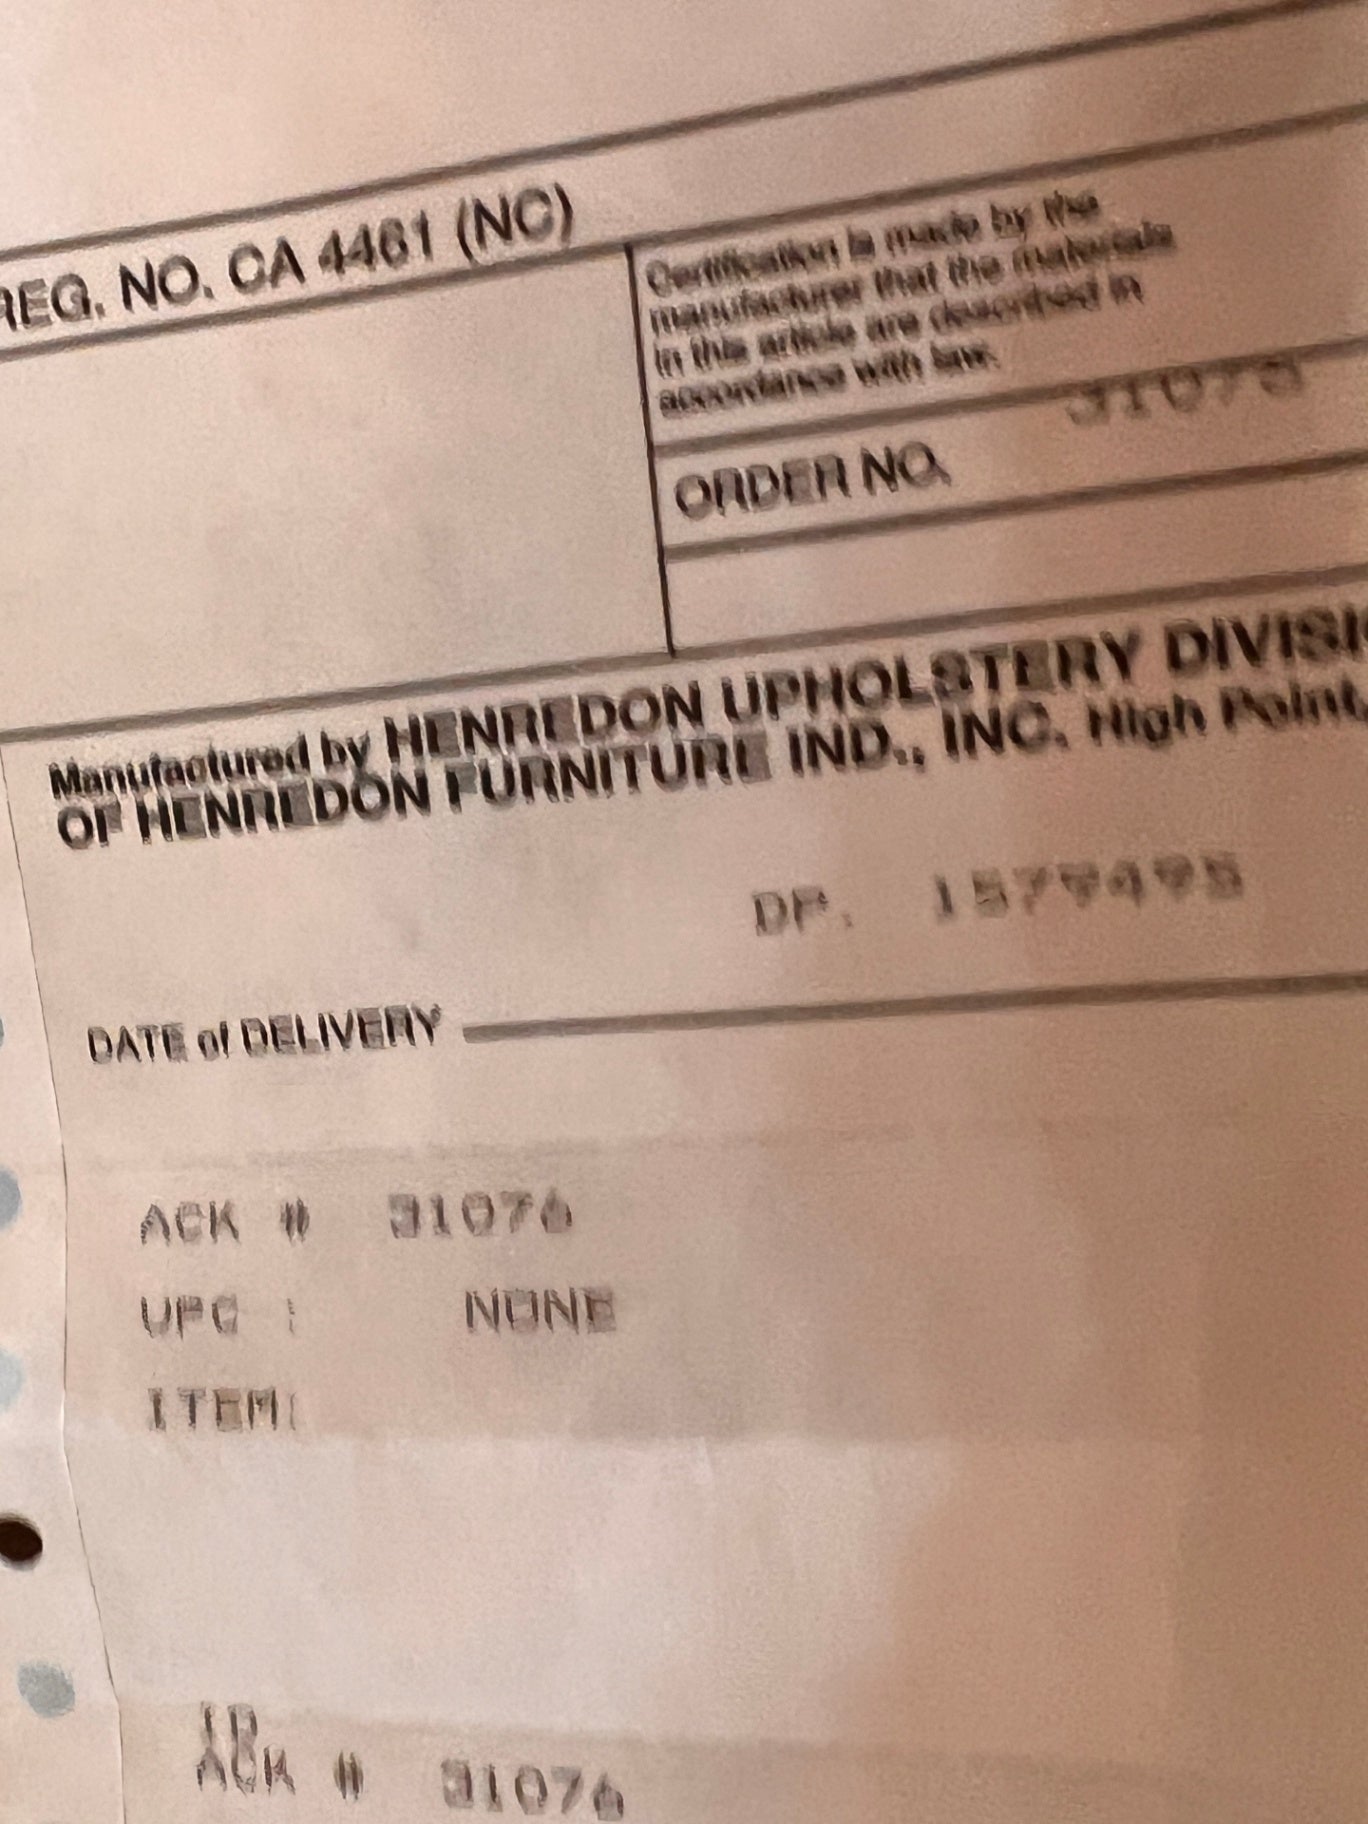 REG. NO. CA 4461 (NC)
Certification is made by the
manufacturer that the materials
in this article are described in
accordance with law.
ORDER NO.
Manufactured by HENREDON UPHOLSTERY DIVISI
OF HENREDON FURNITURE IND., INC. High Point,
DP. 1579495
DATE of DELIVERY
ACK # 31076
UPC : NONE
ITEM:
ACK # 31076